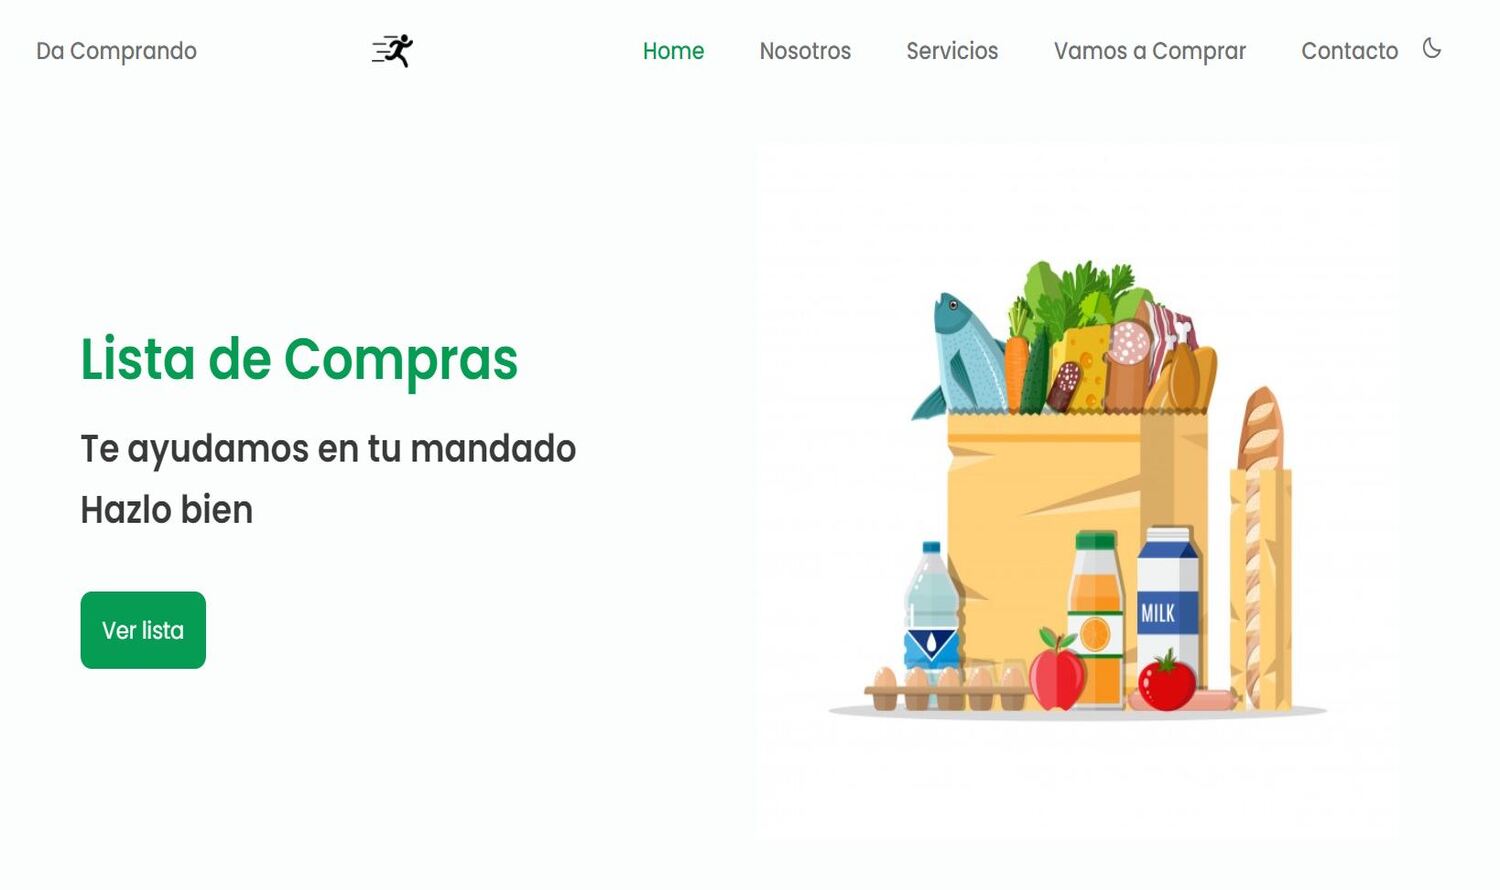 Da Comprando
Home Nosotros Servicios Vamos a Comprar Contacto
Lista de Compras
Te ayudamos en tu mandado
Hazlo bien
Ver lista
MILK